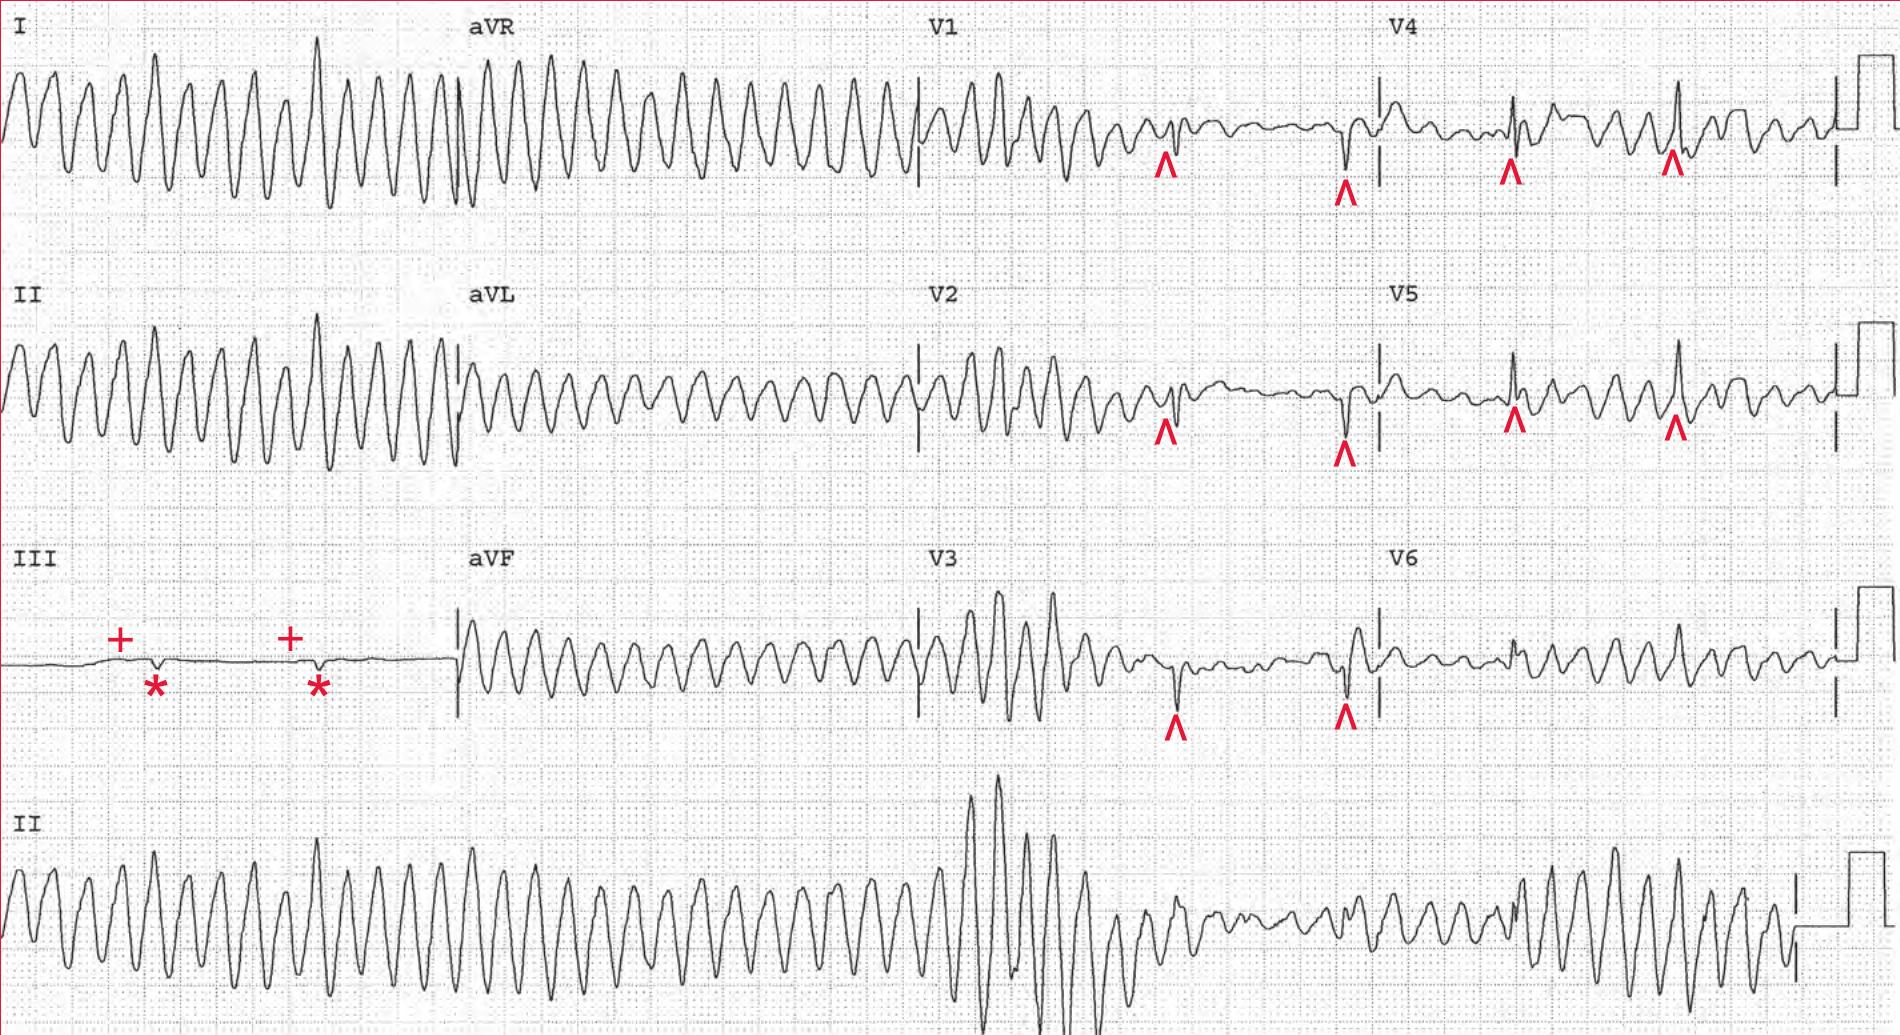 I aVR V1 V4
^ ^ ^ ^
II aVL V2 V5
^ ^ ^ ^
III aVF V3 V6
+ +
* * ^ ^
II